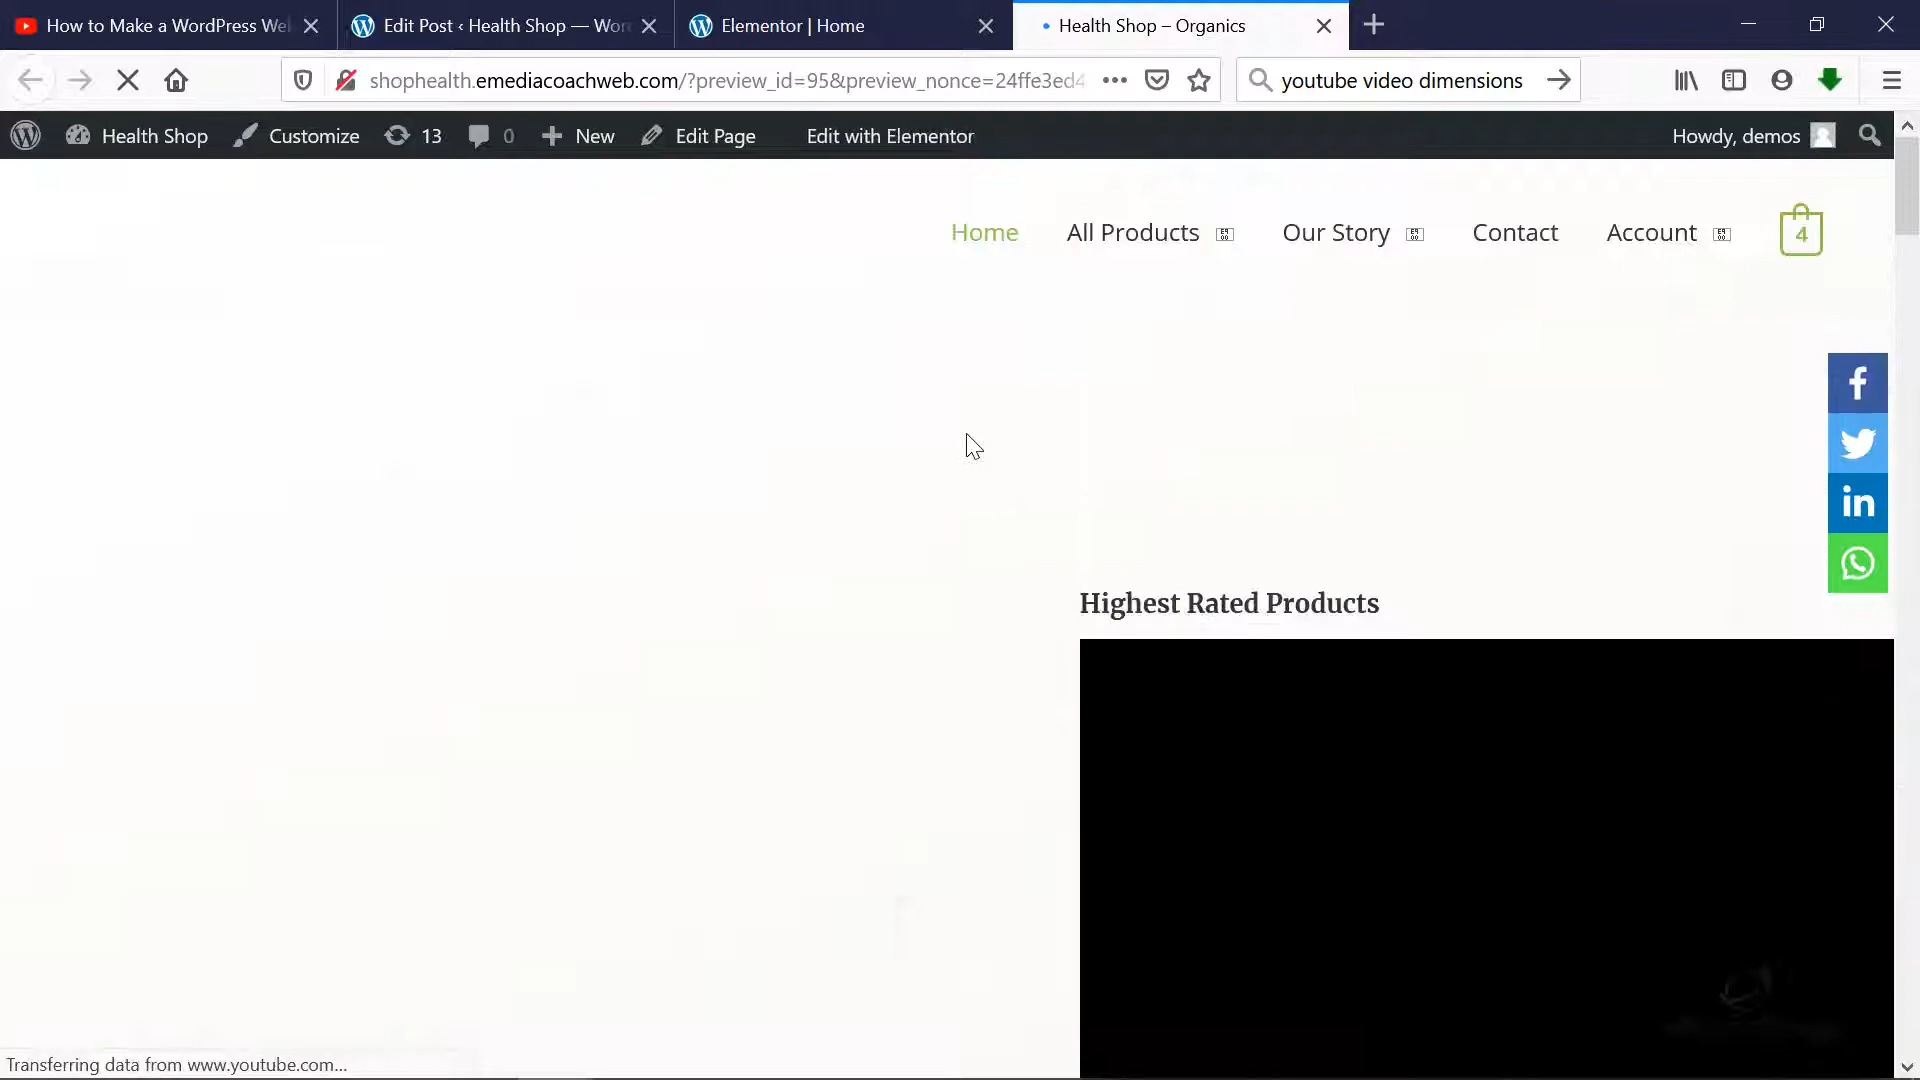 How to Make a WordPress We
Edit Post ‹ Health Shop — Wor
Elementor | Home
Health Shop – Organics
shophealth.emediacoachweb.com/?preview_id=95&preview_nonce=24ffe3ed4
youtube video dimensions
Health Shop
Customize
13
0
New
Edit Page
Edit with Elementor
Howdy, demos
Home
All Products
Our Story
Contact
Account
4
Highest Rated Products
Transferring data from www.youtube.com...